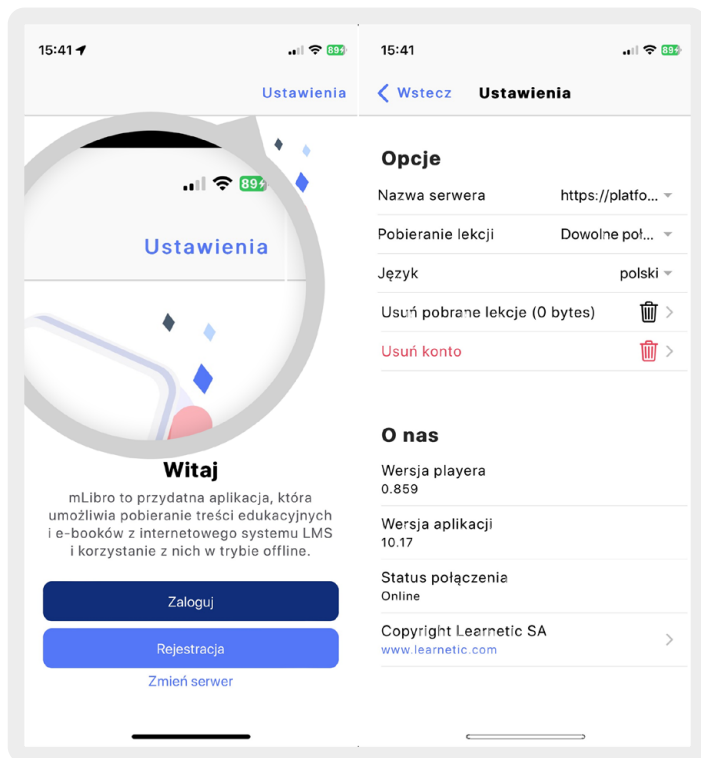 15:41
89
Ustawienia
89
Ustawienia
Witaj
mLibro to przydatna aplikacja, która
umożliwia pobieranie treści edukacyjnych
i e-booków z internetowego systemu LMS
i korzystanie z nich w trybie offline.
Zaloguj
Rejestracja
Zmień serwer
15:41
89
Wstecz Ustawienia
Opcje
Nazwa serwera https://platfo...
Pobieranie lekcji Dowolne poł...
Język polski
Usuń pobrane lekcje (0 bytes)
Usuń konto
O nas
Wersja playera
0.859
Wersja aplikacji
10.17
Status połączenia
Online
Copyright Learnetic SA
www.learnetic.com